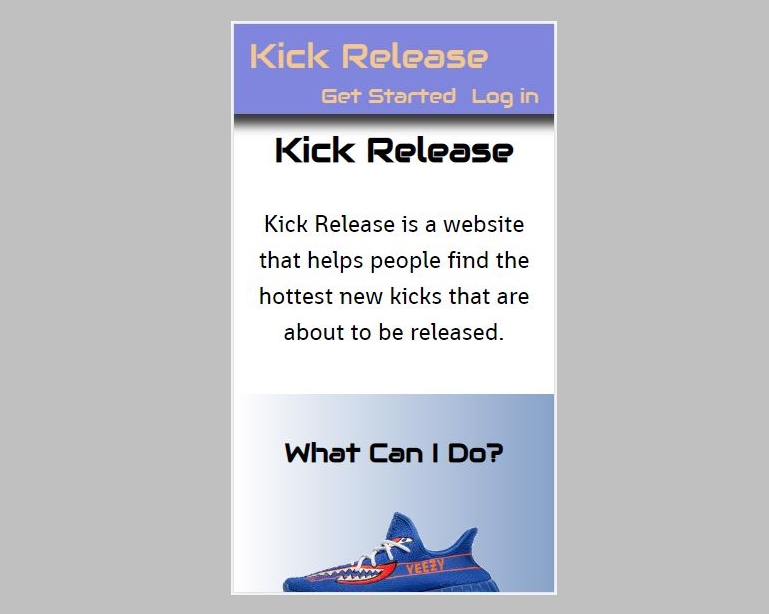 Kick Release
Get Started Log in
Kick Release
Kick Release is a website
that helps people find the
hottest new kicks that are
about to be released.
What Can I Do?
YEEZY